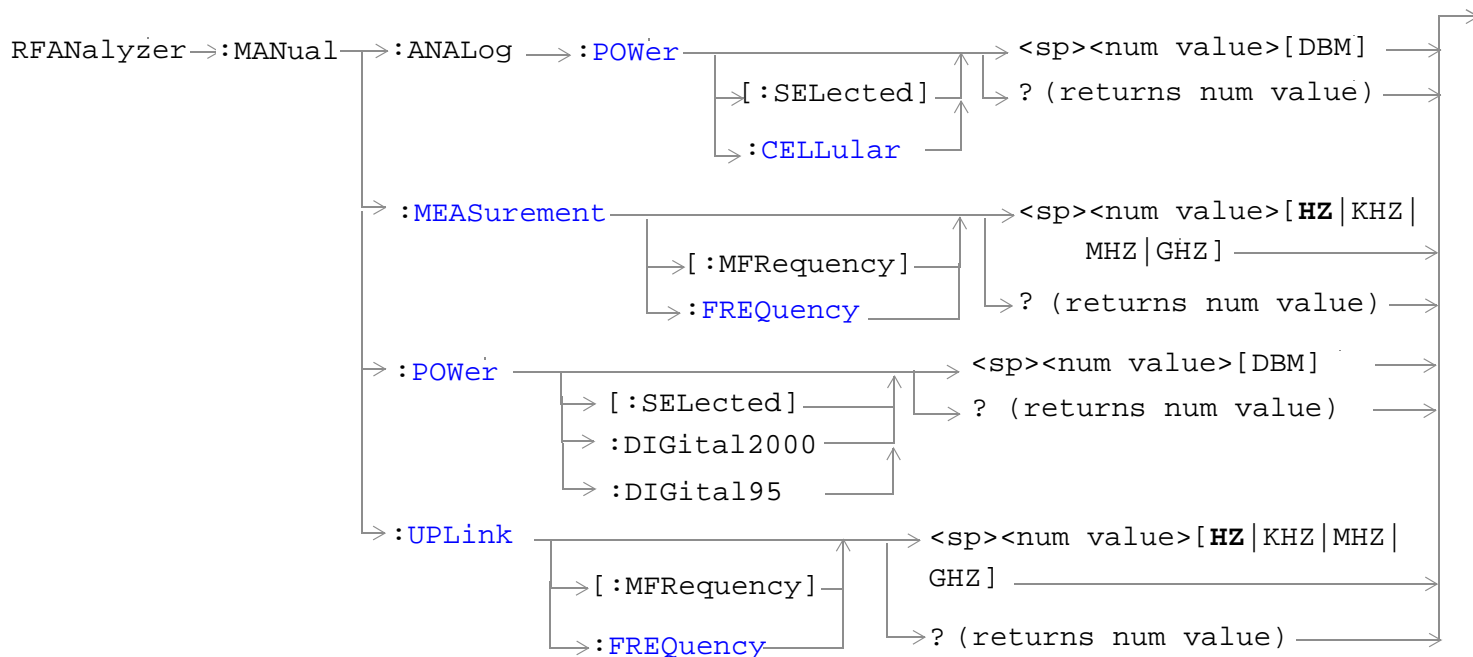 RFANalyzer :MANual :ANALog :POWer <sp><num value>[DBM]
[:SELected] ? (returns num value)
:CELLular
:MEASurement <sp><num value>[HZ|KHZ|
[:MFRequency] MHZ|GHZ]
:FREQuency ? (returns num value)
:POWer <sp><num value>[DBM]
[:SELected] ? (returns num value)
:DIGital2000
:DIGital95
:UPLink <sp><num value>[HZ|KHZ|MHZ|
[:MFRequency] GHZ]
:FREQuency ? (returns num value)